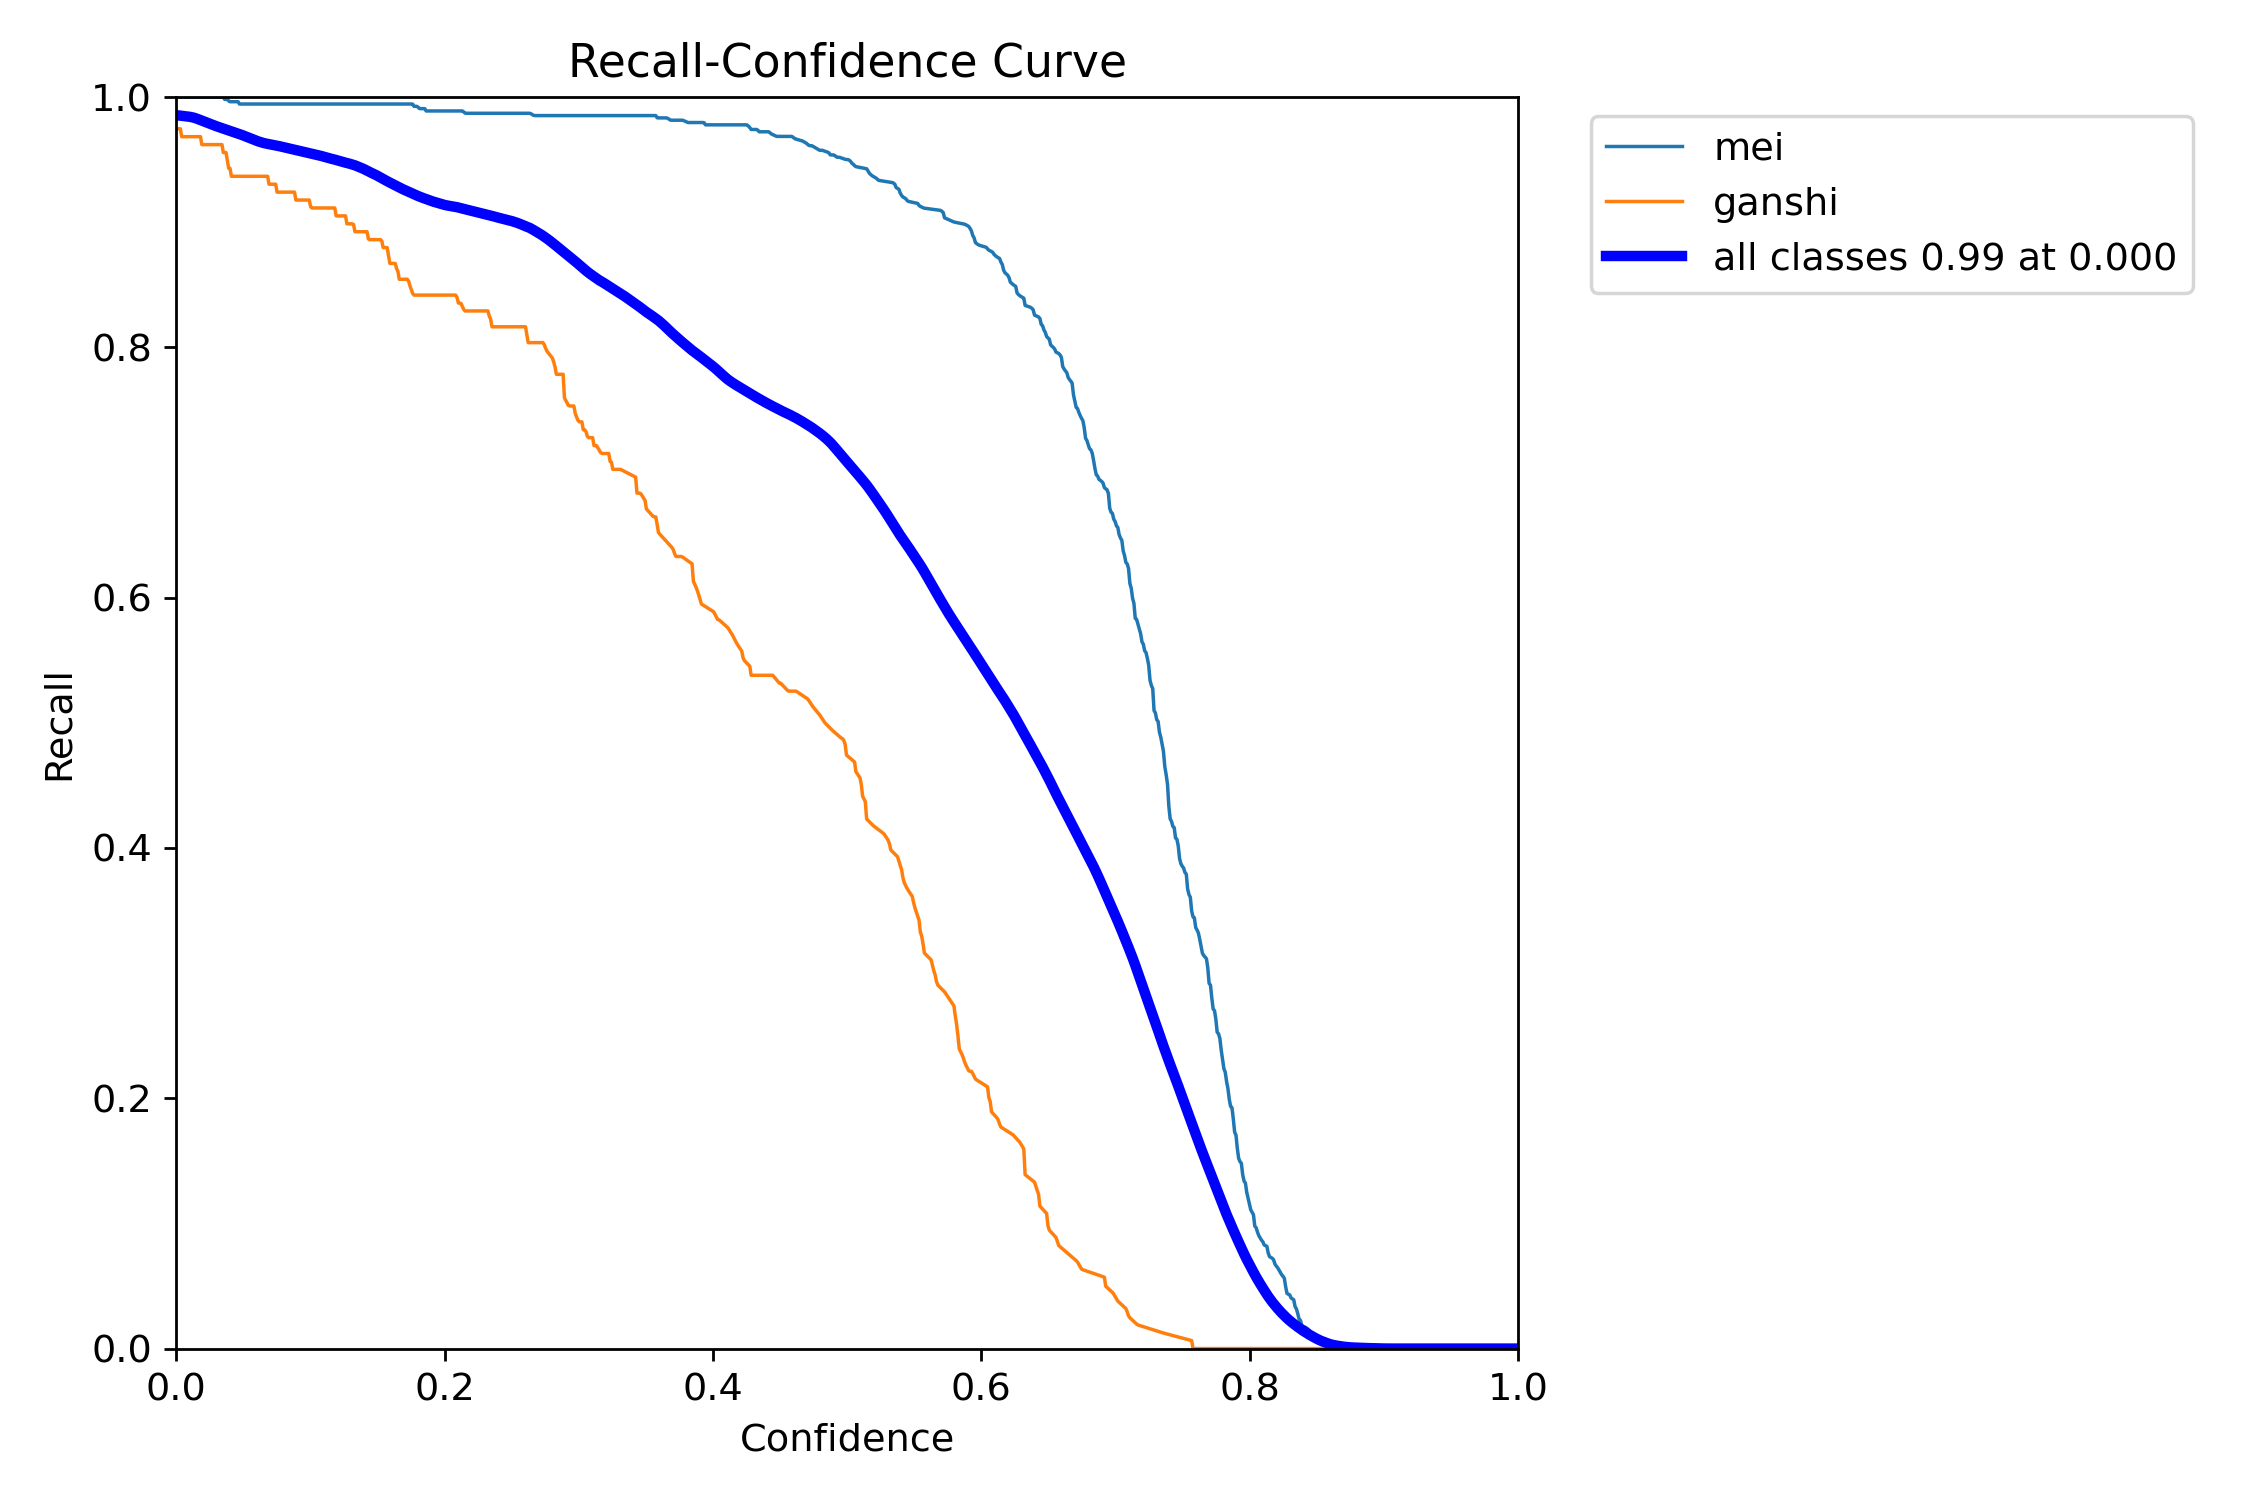 Recall-Confidence Curve
1.0
0.8
0.6
0.4
0.2
0.0
Recall
0.0 0.2 0.4 0.6 0.8 1.0
Confidence
mei
ganshi
all classes 0.99 at 0.000